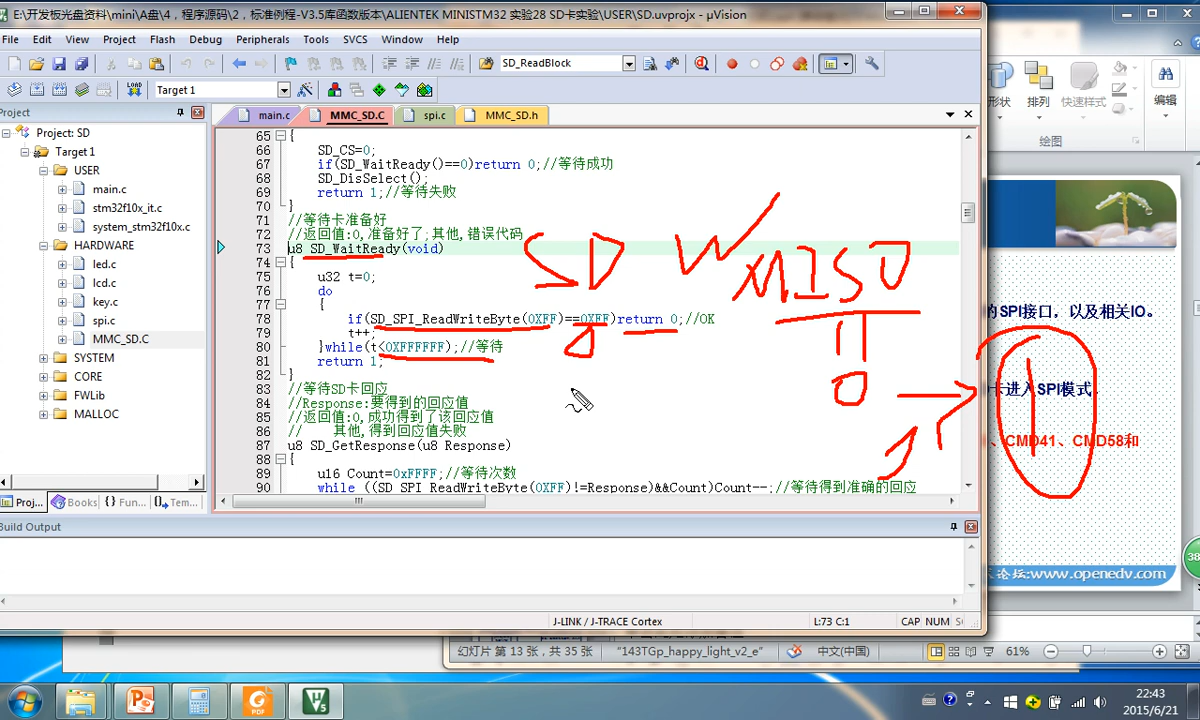 E:\开发板光盘资料\mini\A盘\4，程序源码\2，标准例程-V3.5库函数版本\ALIENTEK MINISTM32 实验28 SD卡实验\USER\SD.uvprojx - µVision
File Edit View Project Flash Debug Peripherals Tools SVCS Window Help
SD_ReadBlock
LOAD
Target 1
Project
main.c MMC_SD.C spi.c MMC_SD.h
Project: SD
Target 1
USER
main.c
stm32f10x_it.c
system_stm32f10x.c
HARDWARE
led.c
lcd.c
key.c
spi.c
MMC_SD.C
SYSTEM
CORE
FWLib
MALLOC
Proj... Books {} Fun... Tem...
65 {
66 SD_CS=0;
67 if(SD_WaitReady()==0)return 0;//等待成功
68 SD_DisSelect();
69 return 1;//等待失败
70 }
71 //等待卡准备好
72 //返回值:0,准备好了;其他,错误代码
73 u8 SD_WaitReady(void)
74 {
75 u32 t=0;
76 do
77 {
78 if(SD_SPI_ReadWriteByte(0XFF)==0XFF)return 0;//OK
79 t++;
80 }while(t<0XFFFFFF);//等待
81 return 1;
82 }
83 //等待SD卡回应
84 //Response:要得到的回应值
85 //返回值:0,成功得到了该回应值
86 // 其他,得到回应值失败
87 u8 SD_GetResponse(u8 Response)
88 {
89 u16 Count=0xFFFF;//等待次数
90 while ((SD_SPI_ReadWriteByte(0XFF)!=Response)&&Count)Count--;//等待得到准确的回应
SD W
MISO
0
1
Build Output
J-LINK / J-TRACE Cortex L:73 C:1 CAP NUM
形状 排列 快速样式 编辑
绘图
的SPI接口，以及相关IO。
卡进入SPI模式
、CMD41、CMD58和
论坛:www.openedv.com
38
幻灯片 第 13 张，共 35 张 "143TGp_happy_light_v2_e" 中文(中国) 61%
22:43
2015/6/21